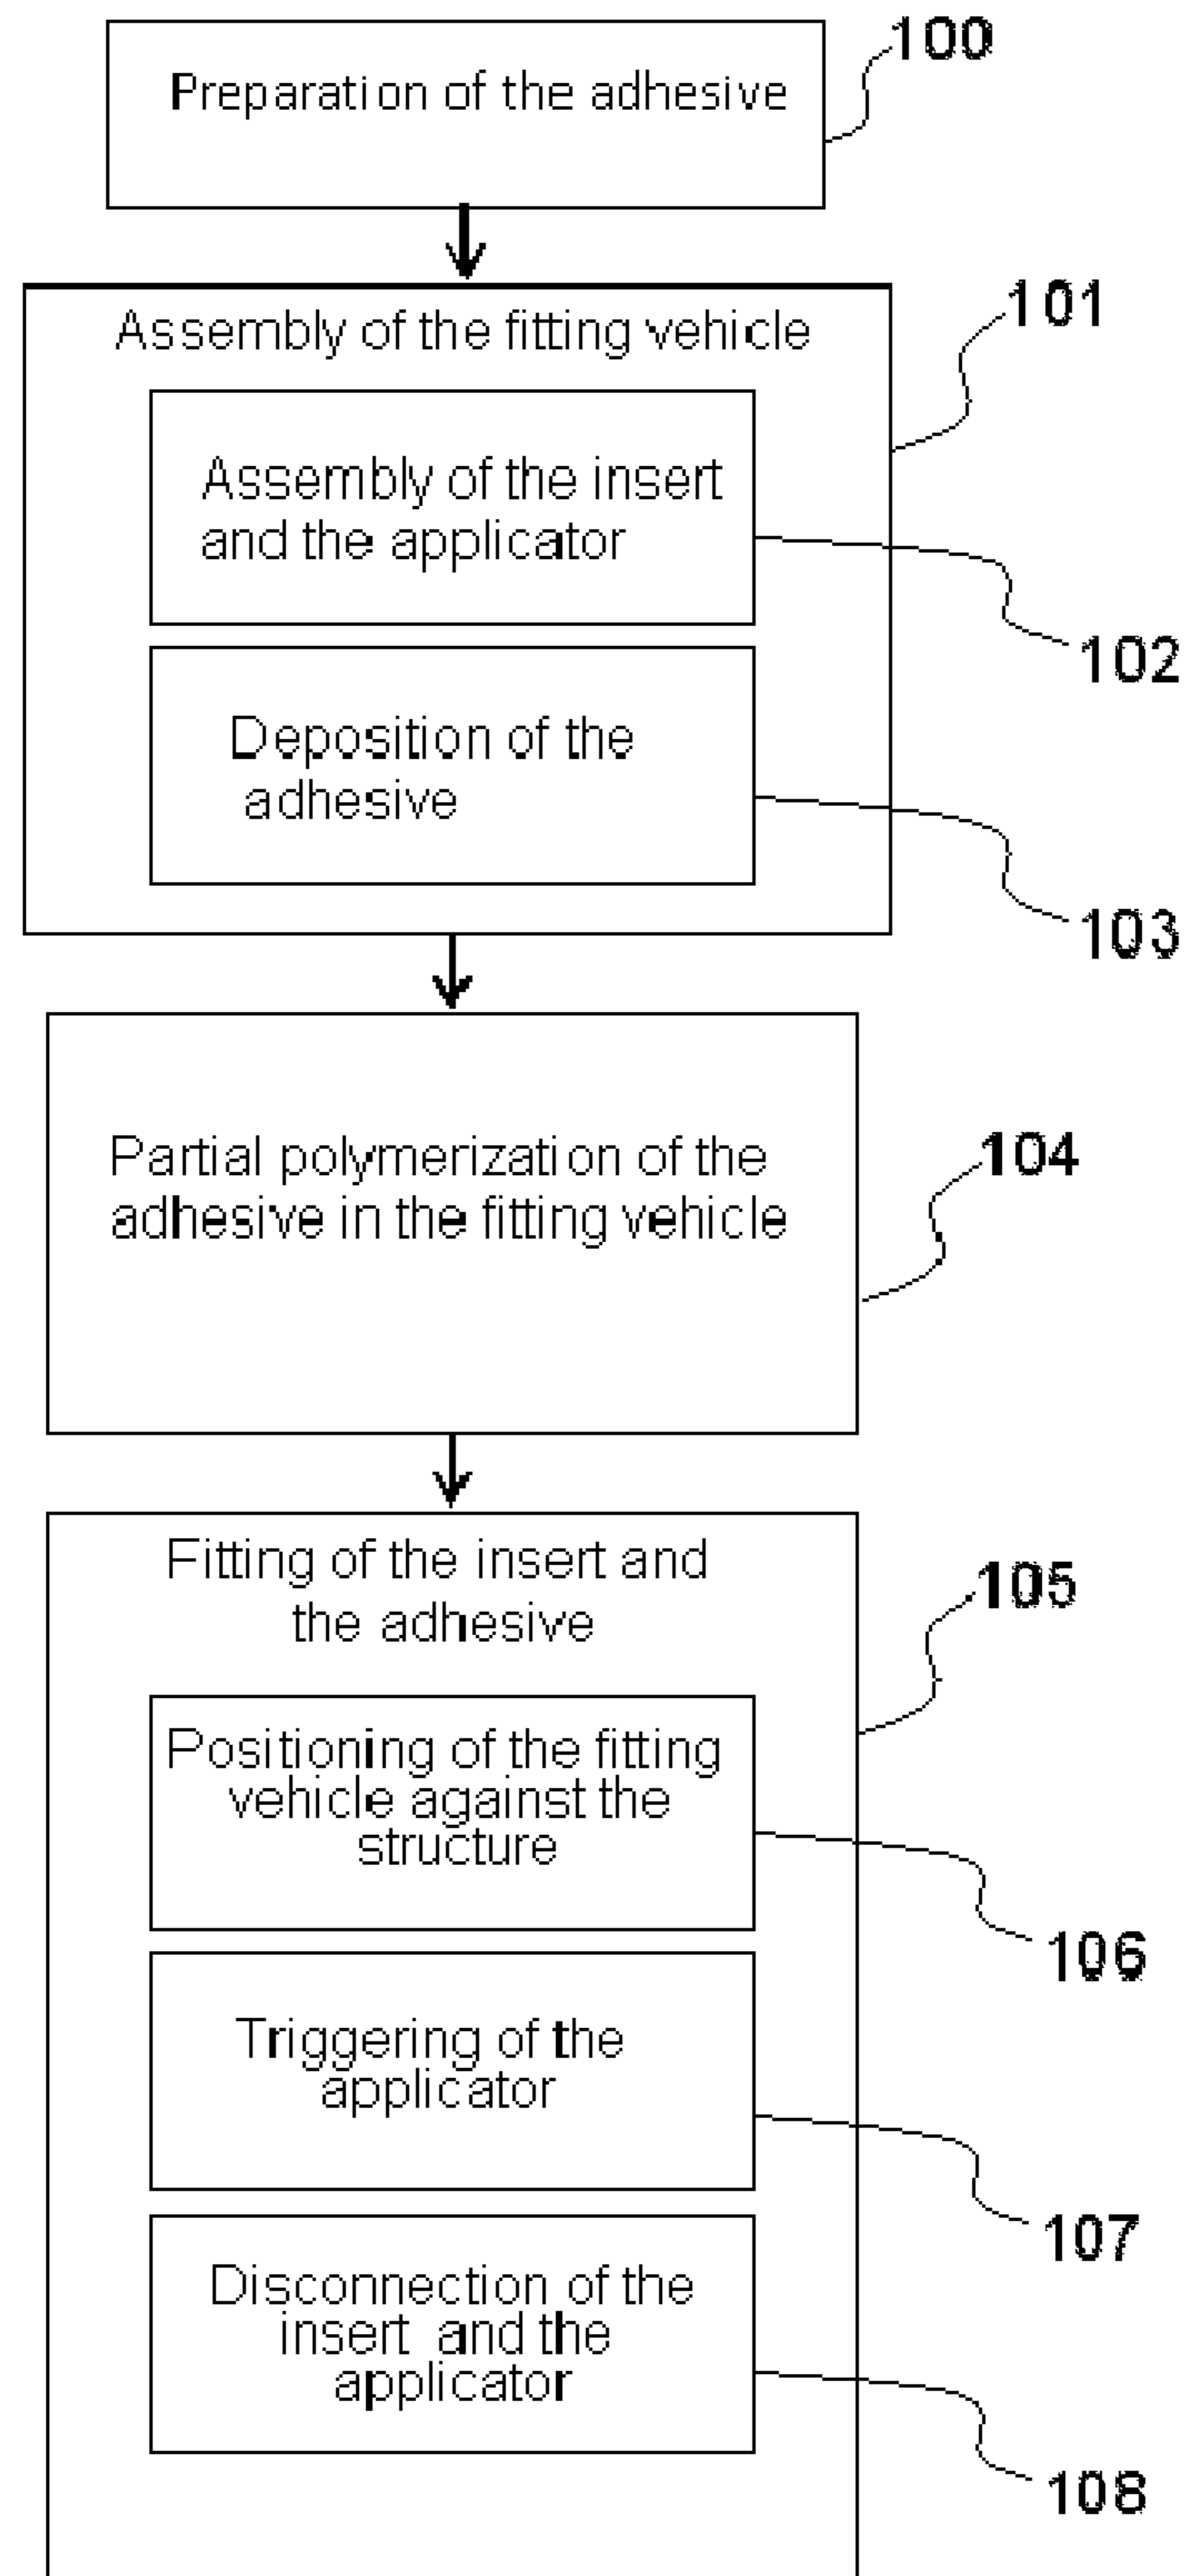 Preparation of the adhesive
100
Assembly of the fitting vehicle
101
Assembly of the insert
and the applicator
102
Deposition of the
adhesive
103
Partial polymerization of the
adhesive in the fitting vehicle
104
Fitting of the insert and
the adhesive
105
Positioning of the fitting
vehicle against the
structure
106
Triggering of the
applicator
107
Disconnection of the
insert and the
applicator
108